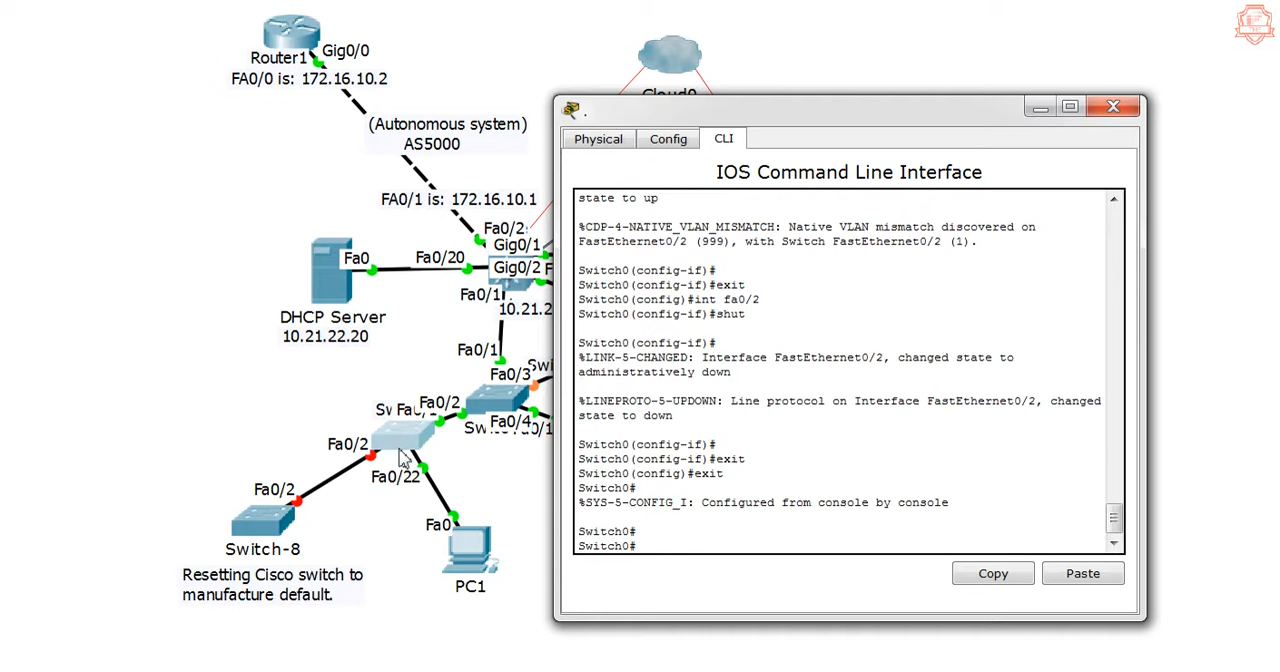 Router1
Gig0/0
FA0/0 is: 172.16.10.2
(Autonomous system)
AS5000
FA0/1 is: 172.16.10.1
Fa0/2
Gig0/1
Gig0/2
Fa0
Fa0/20
Fa0/1
DHCP Server
10.21.22.20
Fa0/1
Fa0/3
Fa0/2
Fa0/4
Fa0/2
Fa0/22
Fa0/2
Fa0
Switch-8
PC1
Resetting Cisco switch to
manufacture default.
Cloud0
Physical
Config
CLI
IOS Command Line Interface
state to up
%CDP-4-NATIVE_VLAN_MISMATCH: Native VLAN mismatch discovered on
FastEthernet0/2 (999), with Switch FastEthernet0/2 (1).
Switch0(config-if)#
Switch0(config-if)#exit
Switch0(config)#int fa0/2
Switch0(config-if)#shut
Switch0(config-if)#
%LINK-5-CHANGED: Interface FastEthernet0/2, changed state to
administratively down
%LINEPROTO-5-UPDOWN: Line protocol on Interface FastEthernet0/2, changed
state to down
Switch0(config-if)#
Switch0(config-if)#exit
Switch0(config)#exit
Switch0#
%SYS-5-CONFIG_I: Configured from console by console
Switch0#
Switch0#
Copy
Paste